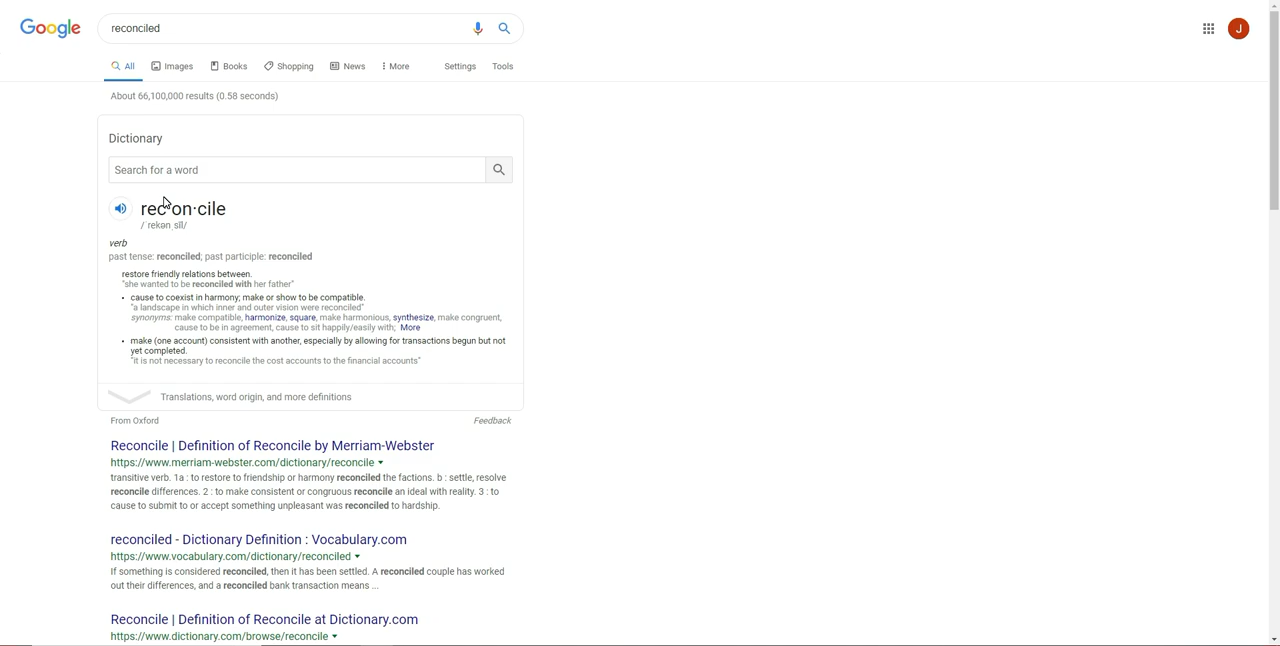 Google
reconciled
J
All Images Books Shopping News More Settings Tools
About 66,100,000 results (0.58 seconds)
Dictionary
Search for a word
rec·on·cile
/ˈrekənˌsīl/
verb
past tense: reconciled; past participle: reconciled
restore friendly relations between.
"she wanted to be reconciled with her father"
• cause to coexist in harmony; make or show to be compatible.
"a landscape in which inner and outer vision were reconciled"
synonyms: make compatible, harmonize, square, make harmonious, synthesize, make congruent,
cause to be in agreement, cause to sit happily/easily with; More
• make (one account) consistent with another, especially by allowing for transactions begun but not
yet completed.
"it is not necessary to reconcile the cost accounts to the financial accounts"
Translations, word origin, and more definitions
From Oxford
Feedback
Reconcile | Definition of Reconcile by Merriam-Webster
https://www.merriam-webster.com/dictionary/reconcile
transitive verb. 1a : to restore to friendship or harmony reconciled the factions. b : settle, resolve
reconcile differences. 2 : to make consistent or congruous reconcile an ideal with reality. 3 : to
cause to submit to or accept something unpleasant was reconciled to hardship.
reconciled - Dictionary Definition : Vocabulary.com
https://www.vocabulary.com/dictionary/reconciled
If something is considered reconciled, then it has been settled. A reconciled couple has worked
out their differences, and a reconciled bank transaction means ...
Reconcile | Definition of Reconcile at Dictionary.com
https://www.dictionary.com/browse/reconcile